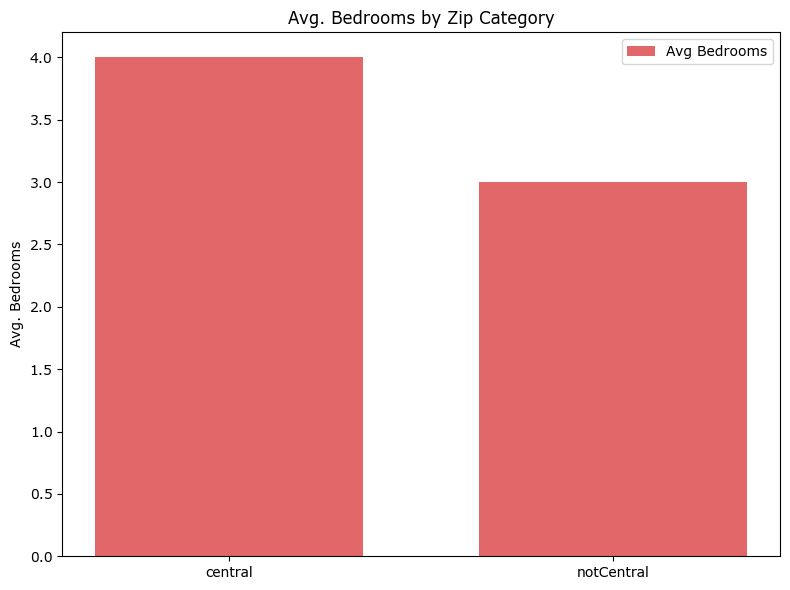 Avg. Bedrooms by Zip Category
Avg Bedrooms
Avg. Bedrooms
4.0
3.5
3.0
2.5
2.0
1.5
1.0
0.5
0.0
central
notCentral